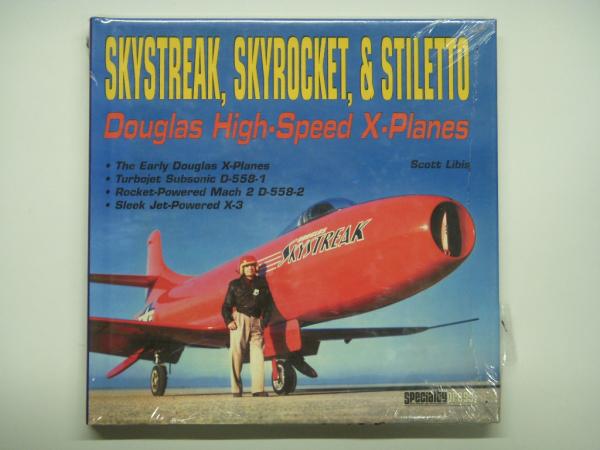 SKYSTREAK, SKYROCKET, & STILETTO
Douglas High-Speed X-Planes
• The Early Douglas X-Planes
• Turbojet Subsonic D-558-1
• Rocket-Powered Mach 2 D-558-2
• Sleek Jet-Powered X-3
Scott Libis
SKYSTREAK
specialtypress